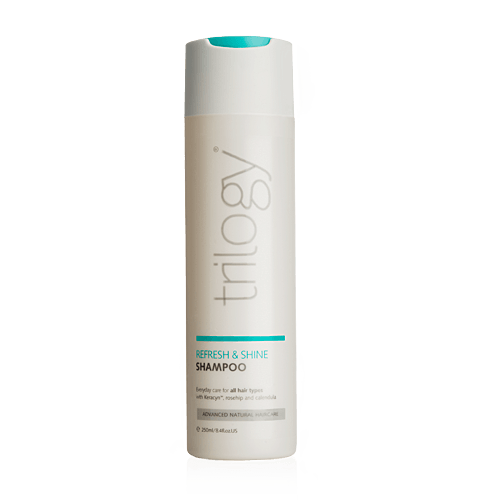 trilogy®
REFRESH & SHINE
SHAMPOO
Everyday care for all hair types
with Keracyn™, rosehip and calendula
ADVANCED NATURAL
℮ 250ml/8.4fl.oz.US